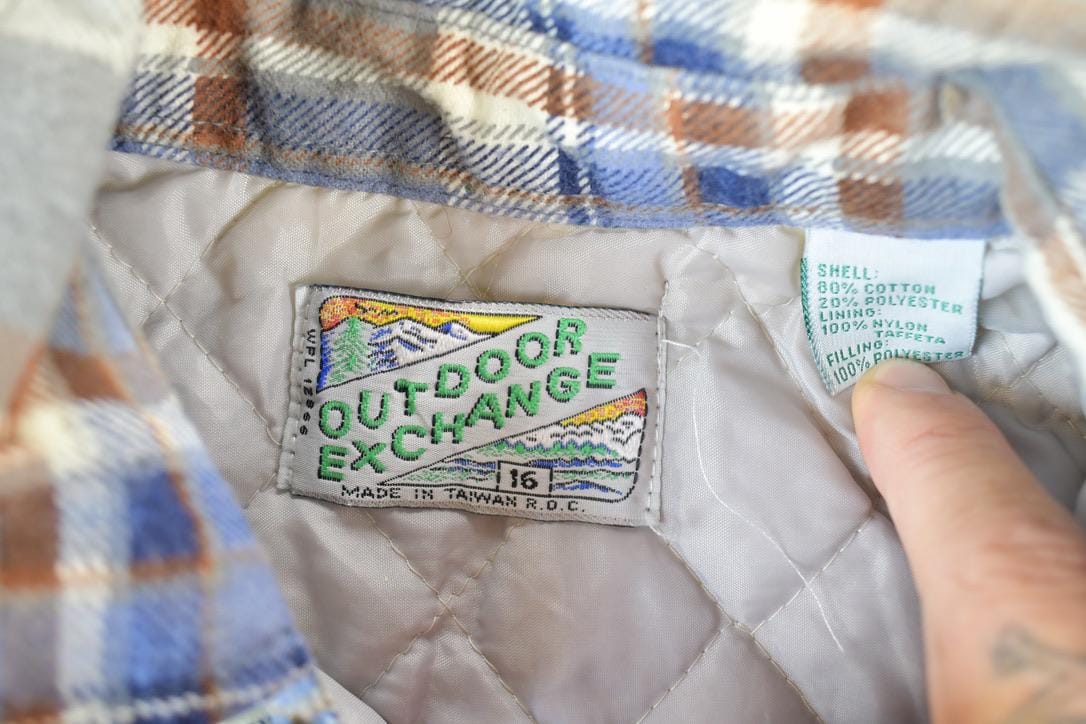 WPL 12866
OUTDOOR
EXCHANGE
16
MADE IN TAIWAN R.O.C.
SHELL:
80% COTTON
20% POLYESTER
LINING:
100% NYLON
TAFFETA
FILLING:
100% POLYESTER